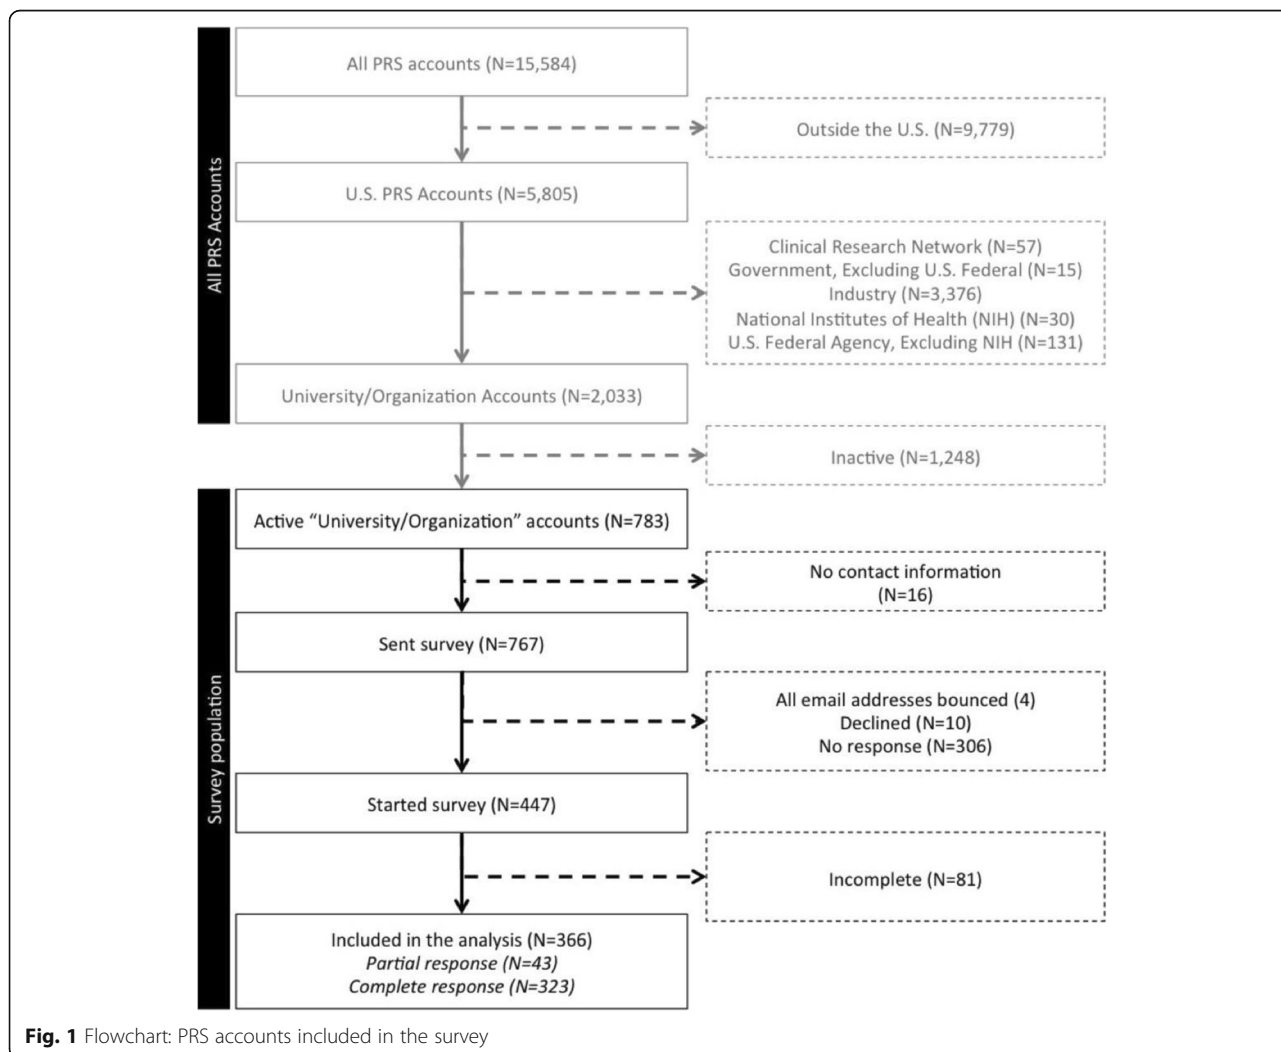 All PRS Accounts
All PRS accounts (N=15,584)
Outside the U.S. (N=9,779)
U.S. PRS Accounts (N=5,805)
Clinical Research Network (N=57)
Government, Excluding U.S. Federal (N=15)
Industry (N=3,376)
National Institutes of Health (NIH) (N=30)
U.S. Federal Agency, Excluding NIH (N=131)
University/Organization Accounts (N=2,033)
Inactive (N=1,248)
Survey population
Active “University/Organization” accounts (N=783)
No contact information
(N=16)
Sent survey (N=767)
All email addresses bounced (4)
Declined (N=10)
No response (N=306)
Started survey (N=447)
Incomplete (N=81)
Included in the analysis (N=366)
Partial response (N=43)
Complete response (N=323)
Fig. 1 Flowchart: PRS accounts included in the survey